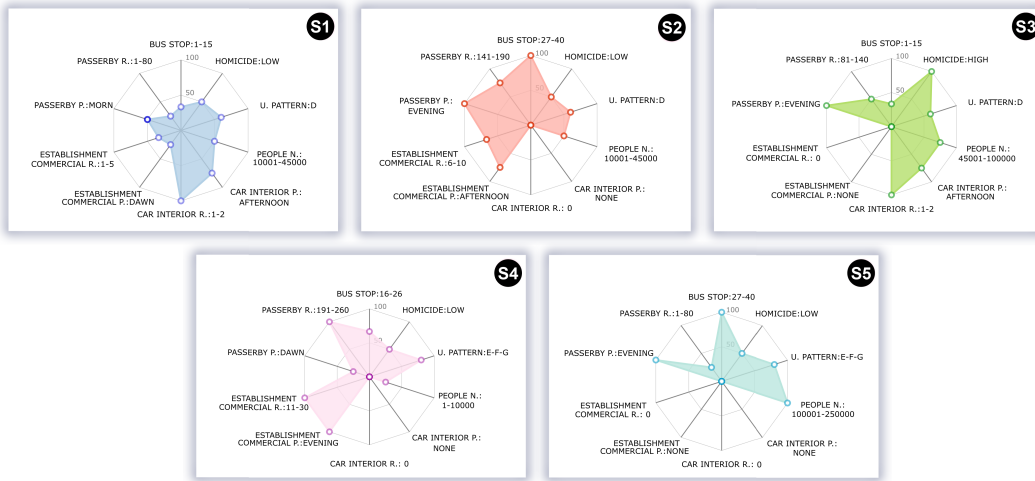 S1
BUS STOP:1-15
100
PASSERBY R.:1-80
HOMICIDE:LOW
50
PASSERBY P.:MORN
U. PATTERN:D
ESTABLISHMENT
COMMERCIAL R.:1-5
PEOPLE N.:
10001-45000
ESTABLISHMENT
COMMERCIAL P.:DAWN
CAR INTERIOR P.:
AFTERNOON
CAR INTERIOR R.:1-2
S2
BUS STOP:27-40
100
PASSERBY R.:141-190
HOMICIDE:LOW
50
PASSERBY P.:
EVENING
U. PATTERN:D
ESTABLISHMENT
COMMERCIAL R.:6-10
PEOPLE N.:
10001-45000
ESTABLISHMENT
COMMERCIAL P.:AFTERNOON
CAR INTERIOR P.:
NONE
CAR INTERIOR R.: 0
S3
BUS STOP:1-15
100
PASSERBY R.:81-140
HOMICIDE:HIGH
50
PASSERBY P.:EVENING
U. PATTERN:D
ESTABLISHMENT
COMMERCIAL R.: 0
PEOPLE N.:
45001-100000
ESTABLISHMENT
COMMERCIAL P.:NONE
CAR INTERIOR P.:
AFTERNOON
CAR INTERIOR R.:1-2
S4
BUS STOP:16-26
100
PASSERBY R.:191-260
HOMICIDE:LOW
50
PASSERBY P.:DAWN
U. PATTERN:E-F-G
ESTABLISHMENT
COMMERCIAL R.:11-30
PEOPLE N.:
1-10000
ESTABLISHMENT
COMMERCIAL P.:EVENING
CAR INTERIOR P.:
NONE
CAR INTERIOR R.: 0
S5
BUS STOP:27-40
100
PASSERBY R.:1-80
HOMICIDE:LOW
50
PASSERBY P.:EVENING
U. PATTERN:E-F-G
ESTABLISHMENT
COMMERCIAL R.: 0
PEOPLE N.:
100001-250000
ESTABLISHMENT
COMMERCIAL P.:NONE
CAR INTERIOR P.:
NONE
CAR INTERIOR R.: 0